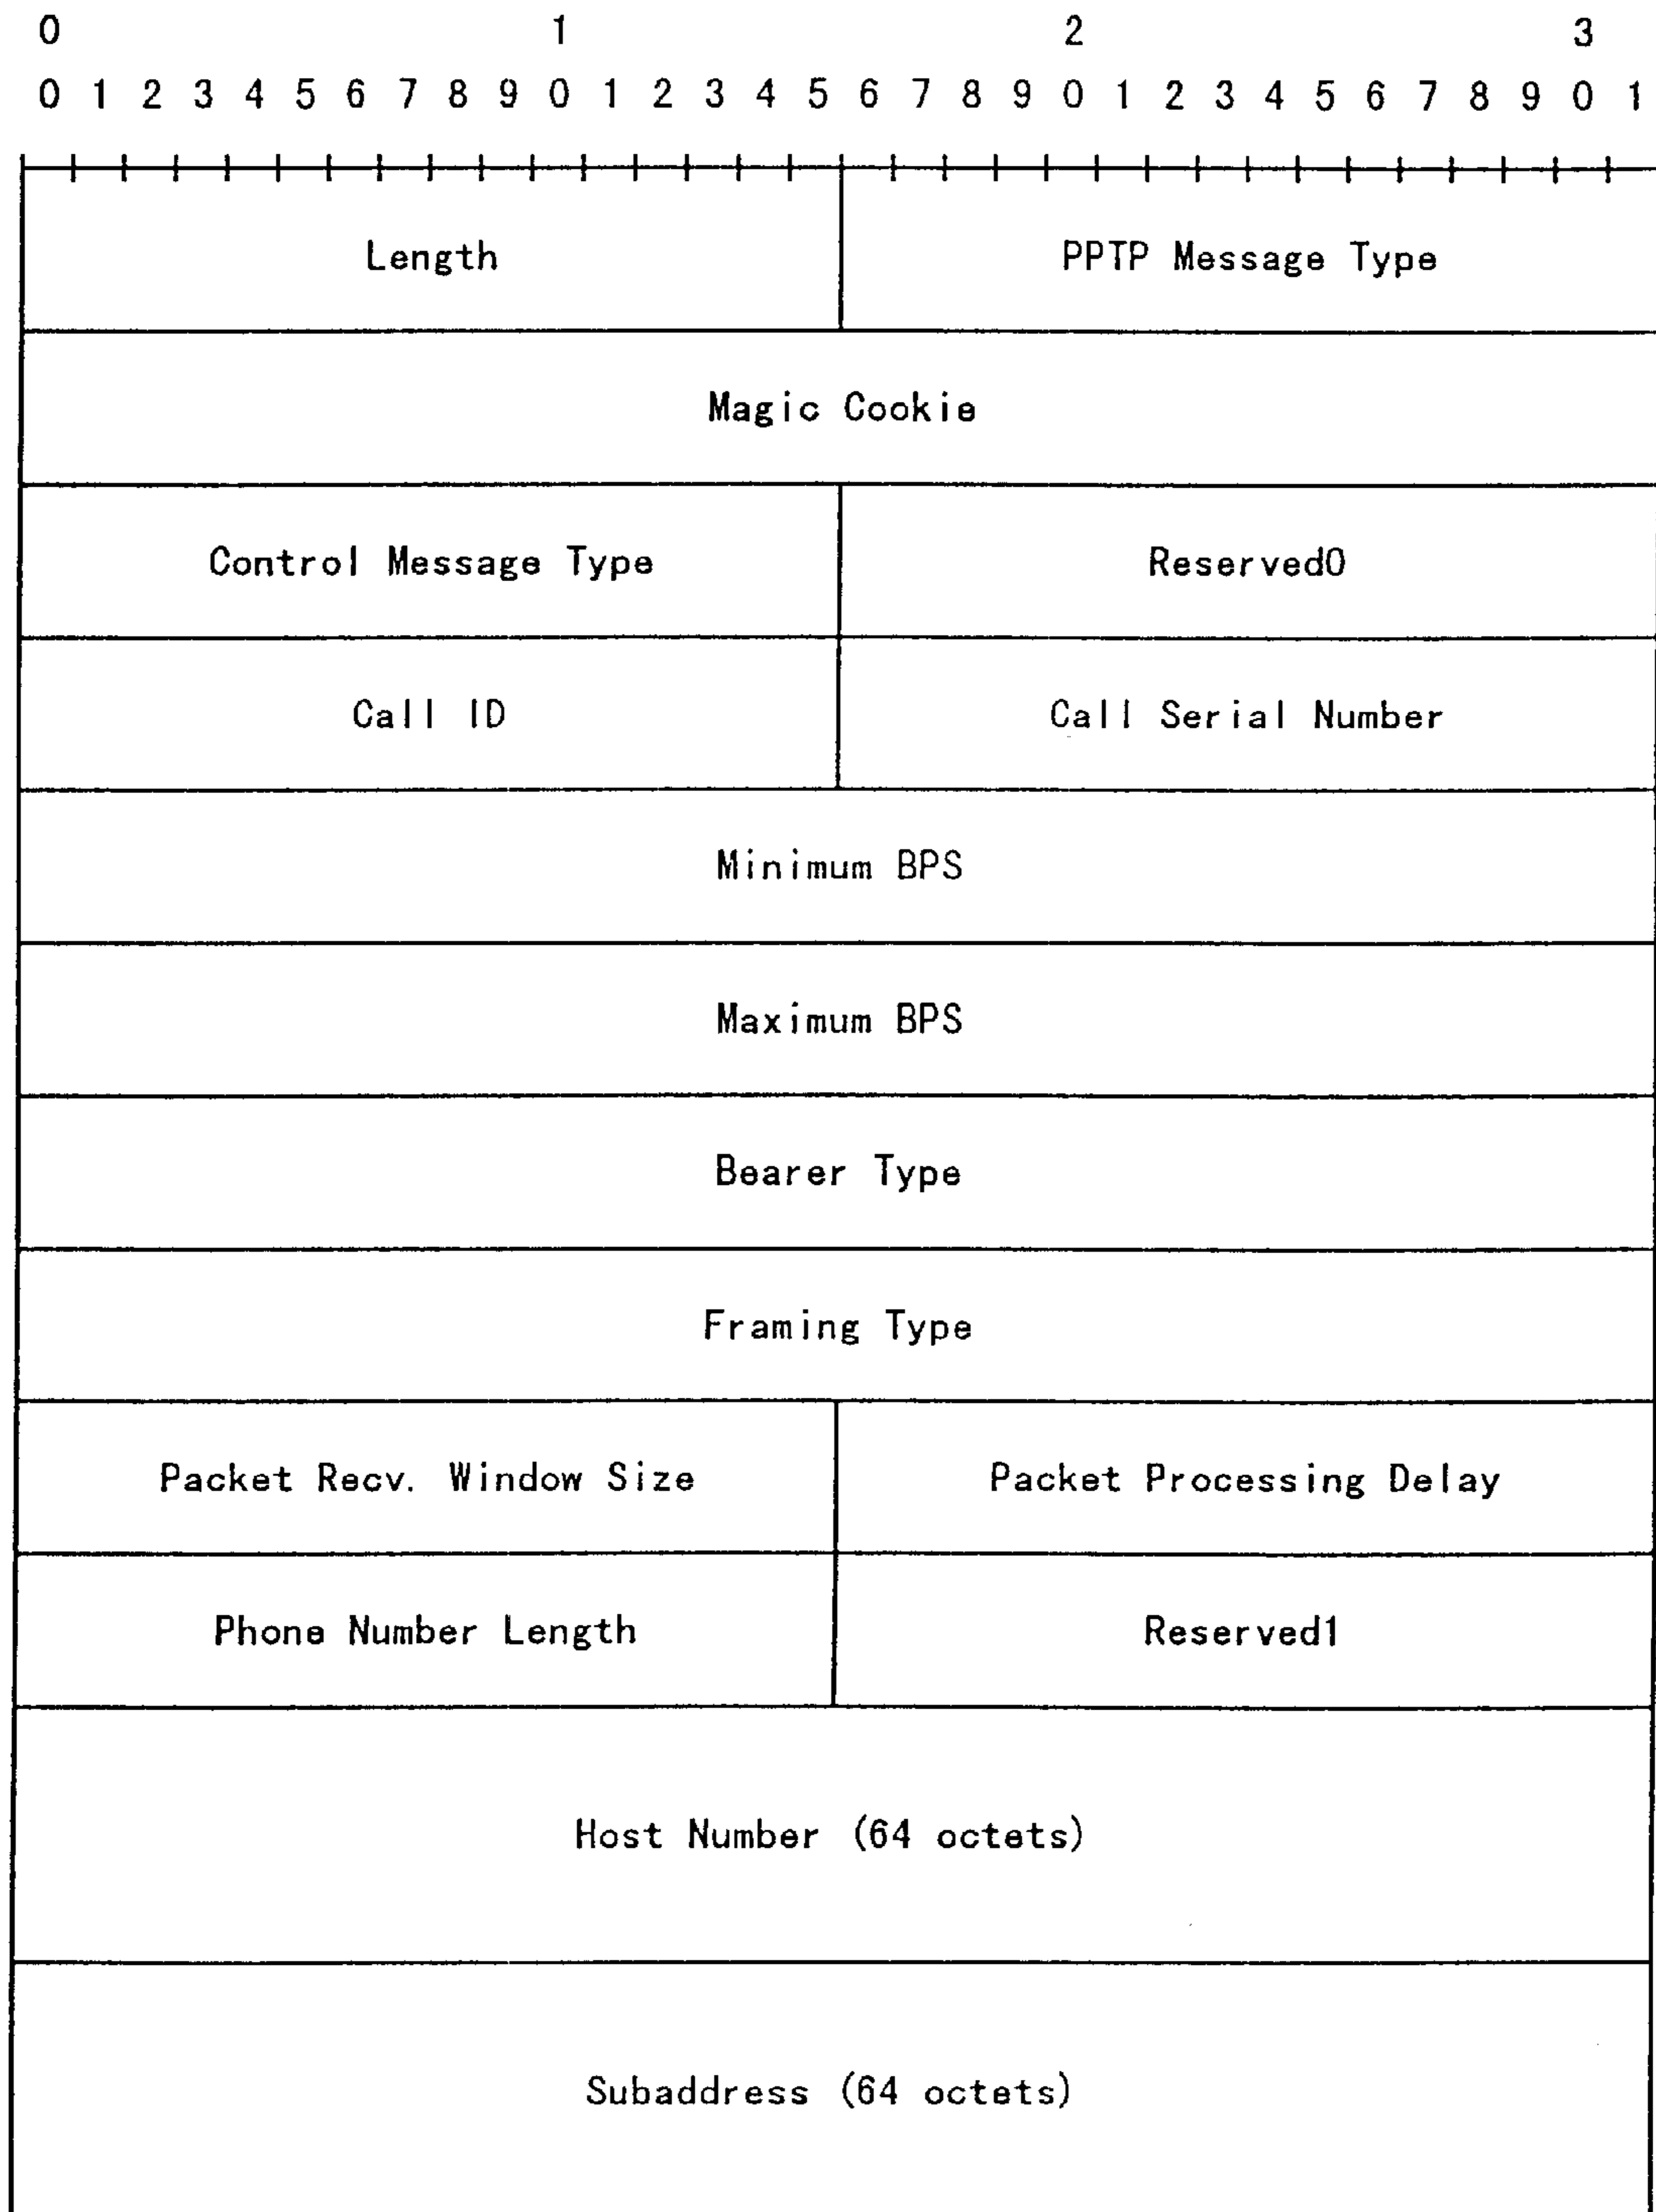 0 1 2 3
0 1 2 3 4 5 6 7 8 9 0 1 2 3 4 5 6 7 8 9 0 1 2 3 4 5 6 7 8 9 0 1
Length PPTP Message Type
Magic Cookie
Control Message Type Reserved0
Call ID Call Serial Number
Minimum BPS
Maximum BPS
Bearer Type
Framing Type
Packet Recv. Window Size Packet Processing Delay
Phone Number Length Reserved1
Host Number (64 octets)
Subaddress (64 octets)